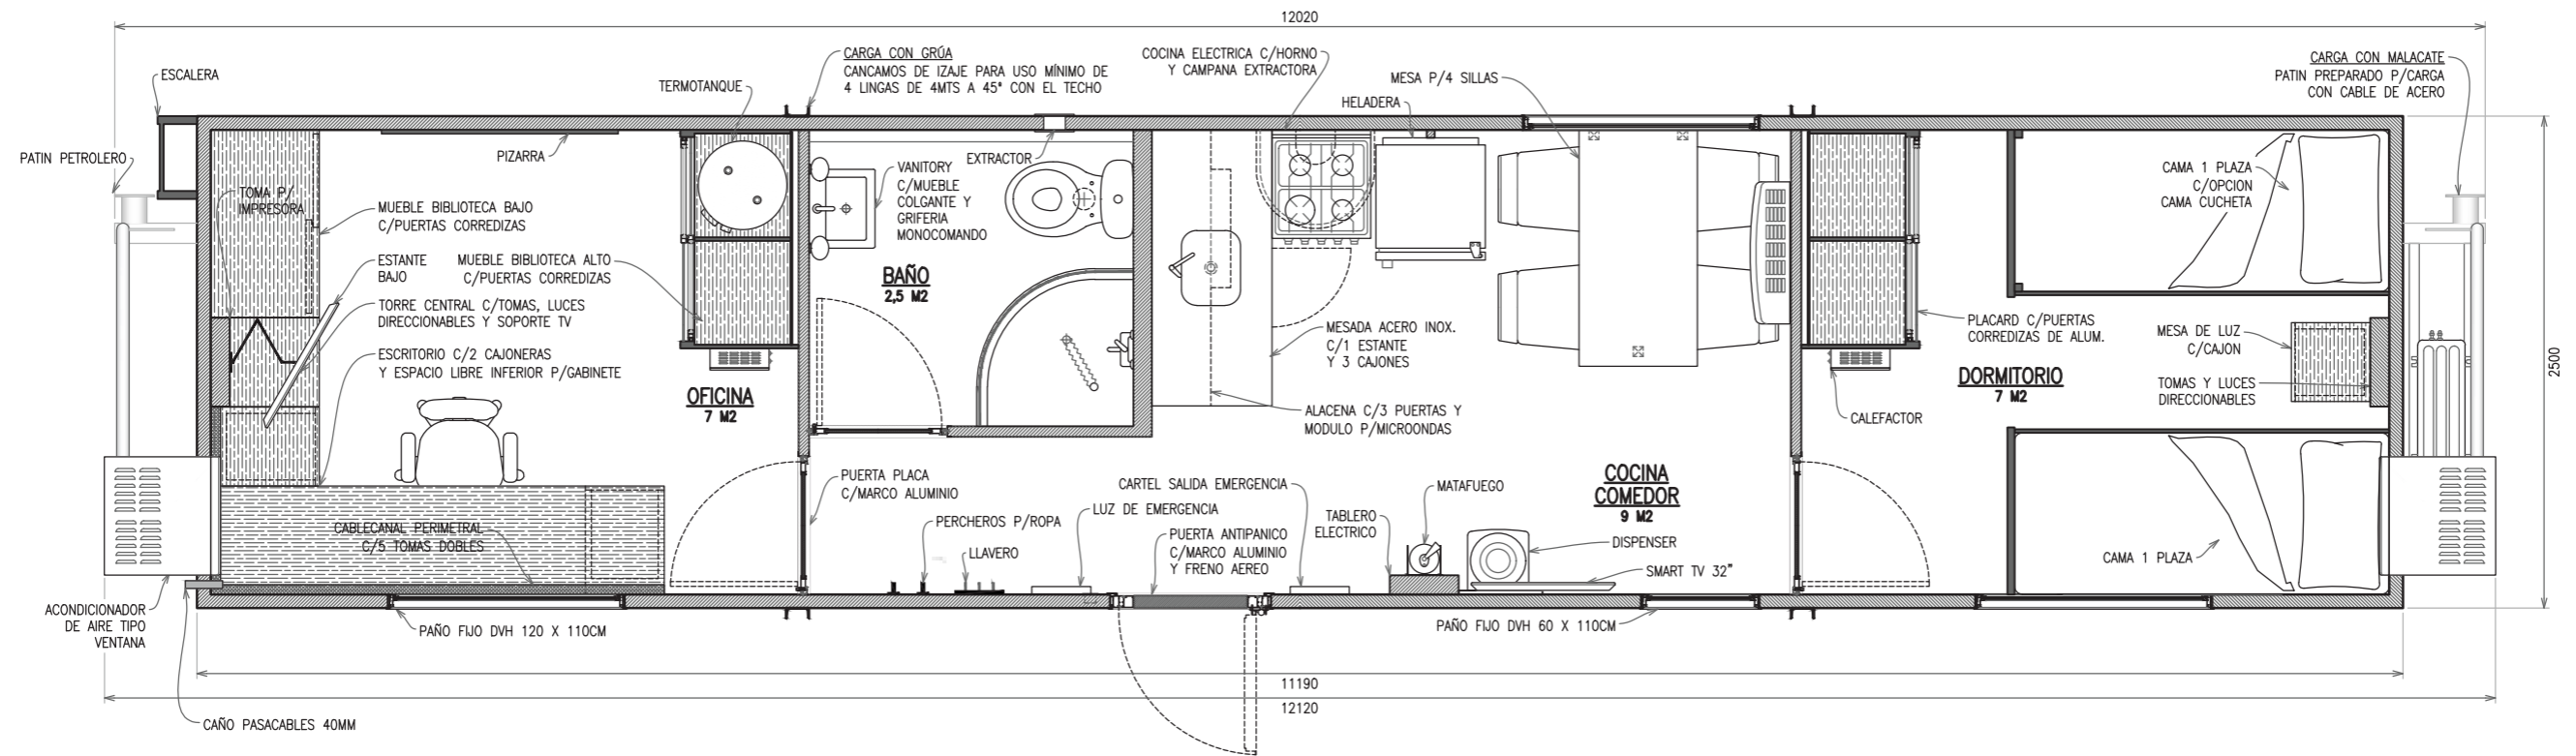 12020
ESCALERA
CARGA CON GRÚA
CANCAMOS DE IZAJE PARA USO MÍNIMO DE
4 LINGAS DE 4MTS A 45° CON EL TECHO
COCINA ELECTRICA C/HORNO
Y CAMPANA EXTRACTORA
MESA P/4 SILLAS
CARGA CON MALACATE
PATIN PREPARADO P/CARGA
CON CABLE DE ACERO
TERMOTANQUE
HELADERA
PATIN PETROLERO
PIZARRA
EXTRACTOR
VANITORY
C/MUEBLE
COLGANTE Y
GRIFERIA
MONOCOMANDO
CAMA 1 PLAZA
C/OPCION
CAMA CUCHETA
TOMA P/
IMPRESORA
MUEBLE BIBLIOTECA BAJO
C/PUERTAS CORREDIZAS
ESTANTE
BAJO
MUEBLE BIBLIOTECA ALTO
C/PUERTAS CORREDIZAS
BAÑO
2,5 M2
TORRE CENTRAL C/TOMAS, LUCES
DIRECCIONABLES Y SOPORTE TV
MESADA ACERO INOX.
C/1 ESTANTE
Y 3 CAJONES
PLACARD C/PUERTAS
CORREDIZAS DE ALUM.
MESA DE LUZ
C/CAJON
ESCRITORIO C/2 CAJONERAS
Y ESPACIO LIBRE INFERIOR P/GABINETE
2500
OFICINA
7 M2
DORMITORIO
7 M2
TOMAS Y LUCES
DIRECCIONABLES
ALACENA C/3 PUERTAS Y
MODULO P/MICROONDAS
CALEFACTOR
PUERTA PLACA
C/MARCO ALUMINIO
CARTEL SALIDA EMERGENCIA
MATAFUEGO
COCINA
COMEDOR
9 M2
LUZ DE EMERGENCIA
PERCHEROS P/ROPA
TABLERO
ELECTRICO
CABLECANAL PERIMETRAL
C/5 TOMAS DOBLES
LLAVERO
PUERTA ANTIPANICO
C/MARCO ALUMINIO
Y FRENO AEREO
DISPENSER
SMART TV 32"
CAMA 1 PLAZA
ACONDICIONADOR
DE AIRE TIPO
VENTANA
PAÑO FIJO DVH 120 X 110CM
PAÑO FIJO DVH 60 X 110CM
11190
12120
CAÑO PASACABLES 40MM